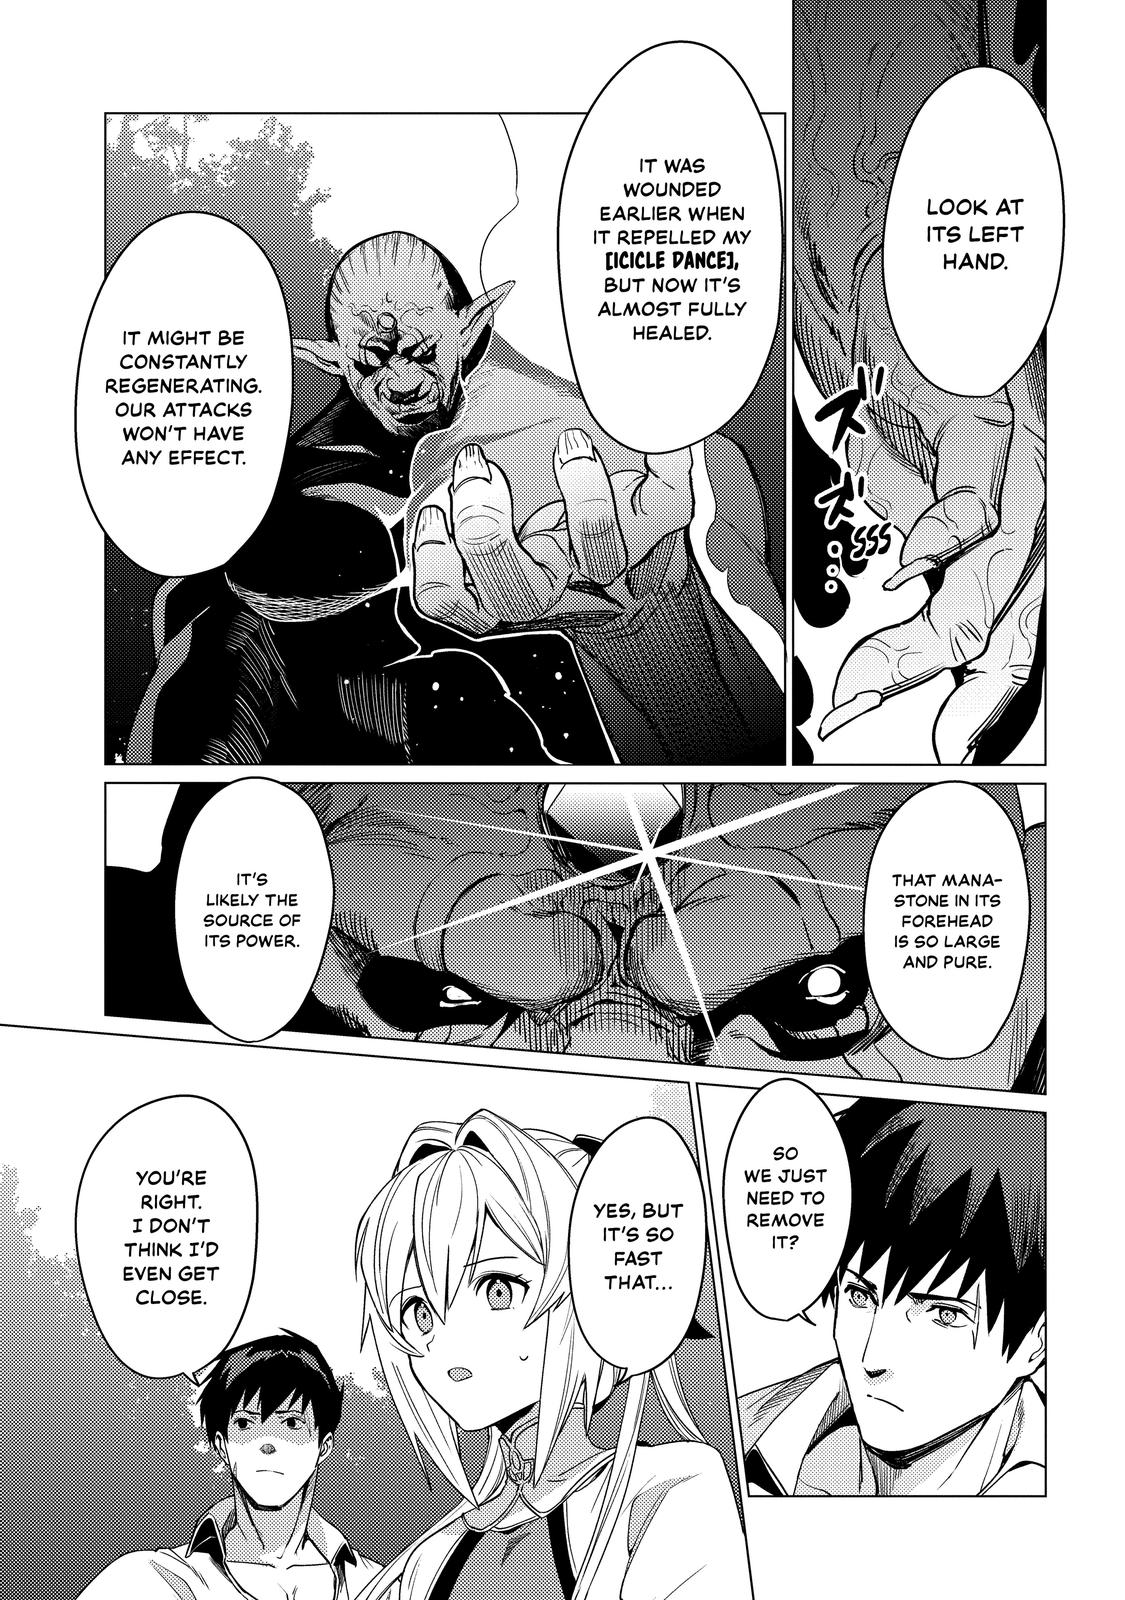 LOOK AT
ITS LEFT
HAND.
ズ
ズ
SSS
IT WAS
WOUNDED
EARLIER WHEN
IT REPELLED MY
[ICICLE DANCE],
BUT NOW IT'S
ALMOST FULLY
HEALED.
IT MIGHT BE
CONSTANTLY
REGENERATING.
OUR ATTACKS
WON'T HAVE
ANY EFFECT.
THAT MANA-
STONE IN ITS
FOREHEAD
IS SO LARGE
AND PURE.
IT'S
LIKELY THE
SOURCE OF
ITS POWER.
SO
WE JUST
NEED TO
REMOVE
IT?
YES, BUT
IT'S SO
FAST
THAT...
YOU'RE
RIGHT.
I DON'T
THINK I'D
EVEN GET
CLOSE.